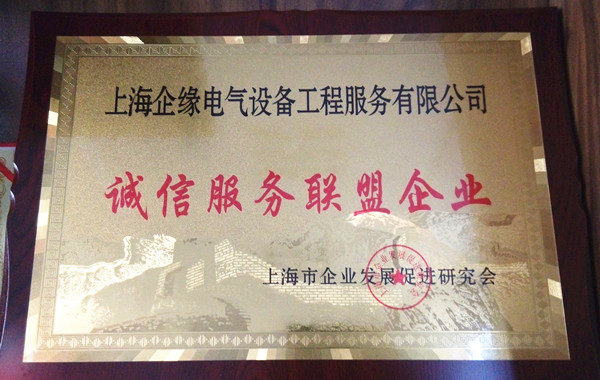 上海企缘电气设备工程服务有限公司
诚信服务联盟企业
上海市企业发展促进研究会